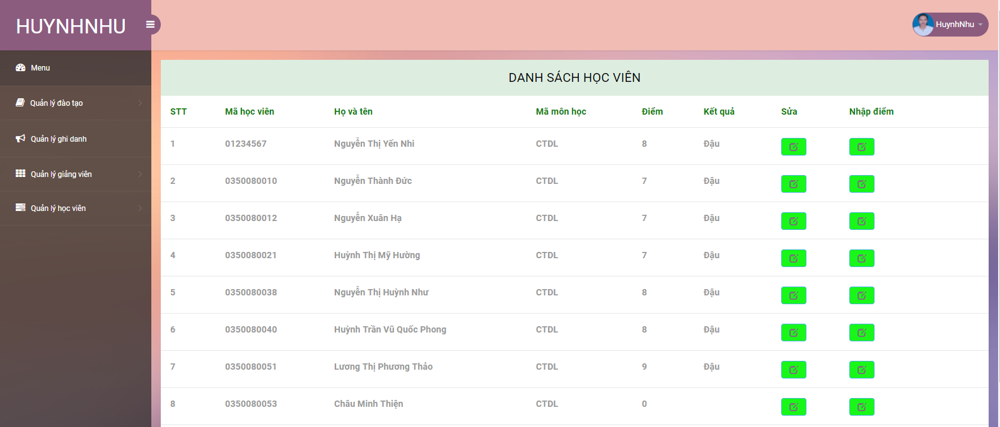 HUYNHNHU
HuynhNhu
Menu
Quản lý đào tạo
Quản lý ghi danh
Quản lý giảng viên
Quản lý học viên
DANH SÁCH HỌC VIÊN
STT Mã học viên Họ và tên Mã môn học Điểm Kết quả Sửa Nhập điểm
1 01234567 Nguyễn Thị Yến Nhi CTDL 8 Đậu
2 0350080010 Nguyễn Thành Đức CTDL 7 Đậu
3 0350080012 Nguyễn Xuân Hạ CTDL 7 Đậu
4 0350080021 Huỳnh Thị Mỹ Hường CTDL 7 Đậu
5 0350080038 Nguyễn Thị Huỳnh Như CTDL 8 Đậu
6 0350080040 Huỳnh Trần Vũ Quốc Phong CTDL 8 Đậu
7 0350080051 Lương Thị Phương Thảo CTDL 9 Đậu
8 0350080053 Châu Minh Thiện CTDL 0